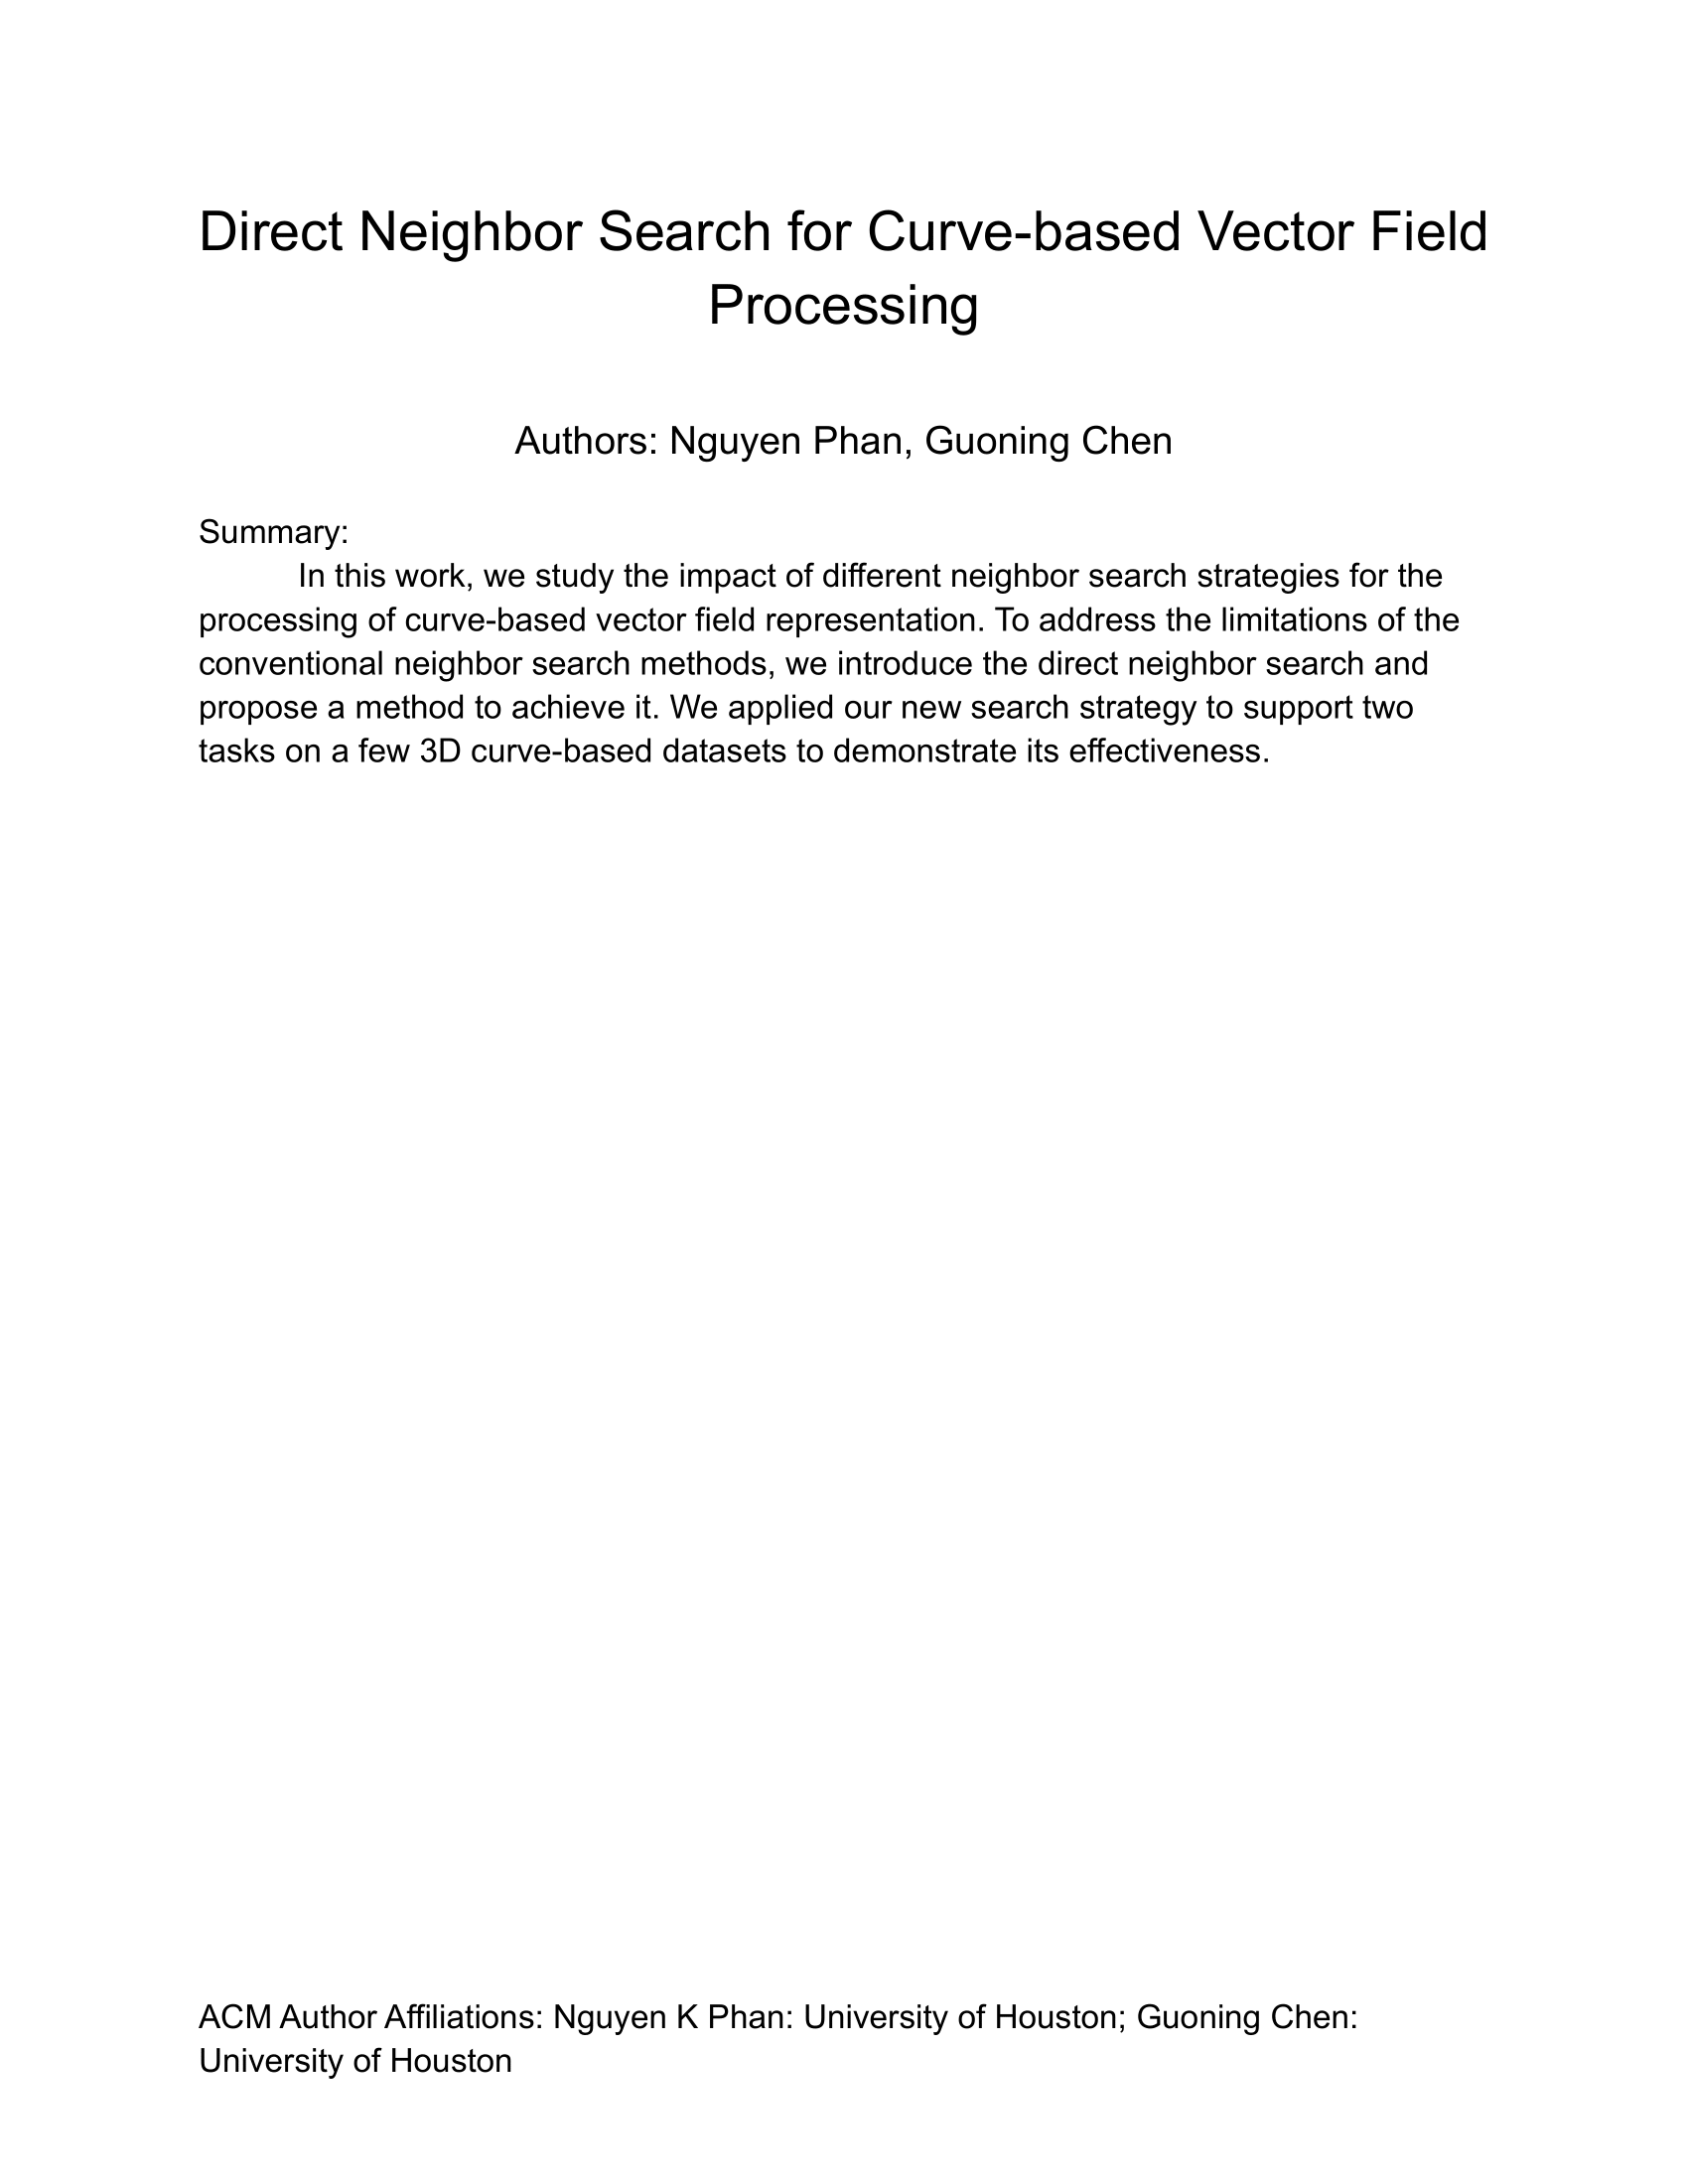 Direct Neighbor Search for Curve-based Vector Field
Processing
Authors: Nguyen Phan, Guoning Chen
Summary:
In this work, we study the impact of different neighbor search strategies for the
processing of curve-based vector field representation. To address the limitations of the
conventional neighbor search methods, we introduce the direct neighbor search and
propose a method to achieve it. We applied our new search strategy to support two
tasks on a few 3D curve-based datasets to demonstrate its effectiveness.
ACM Author Affiliations: Nguyen K Phan: University of Houston; Guoning Chen:
University of Houston